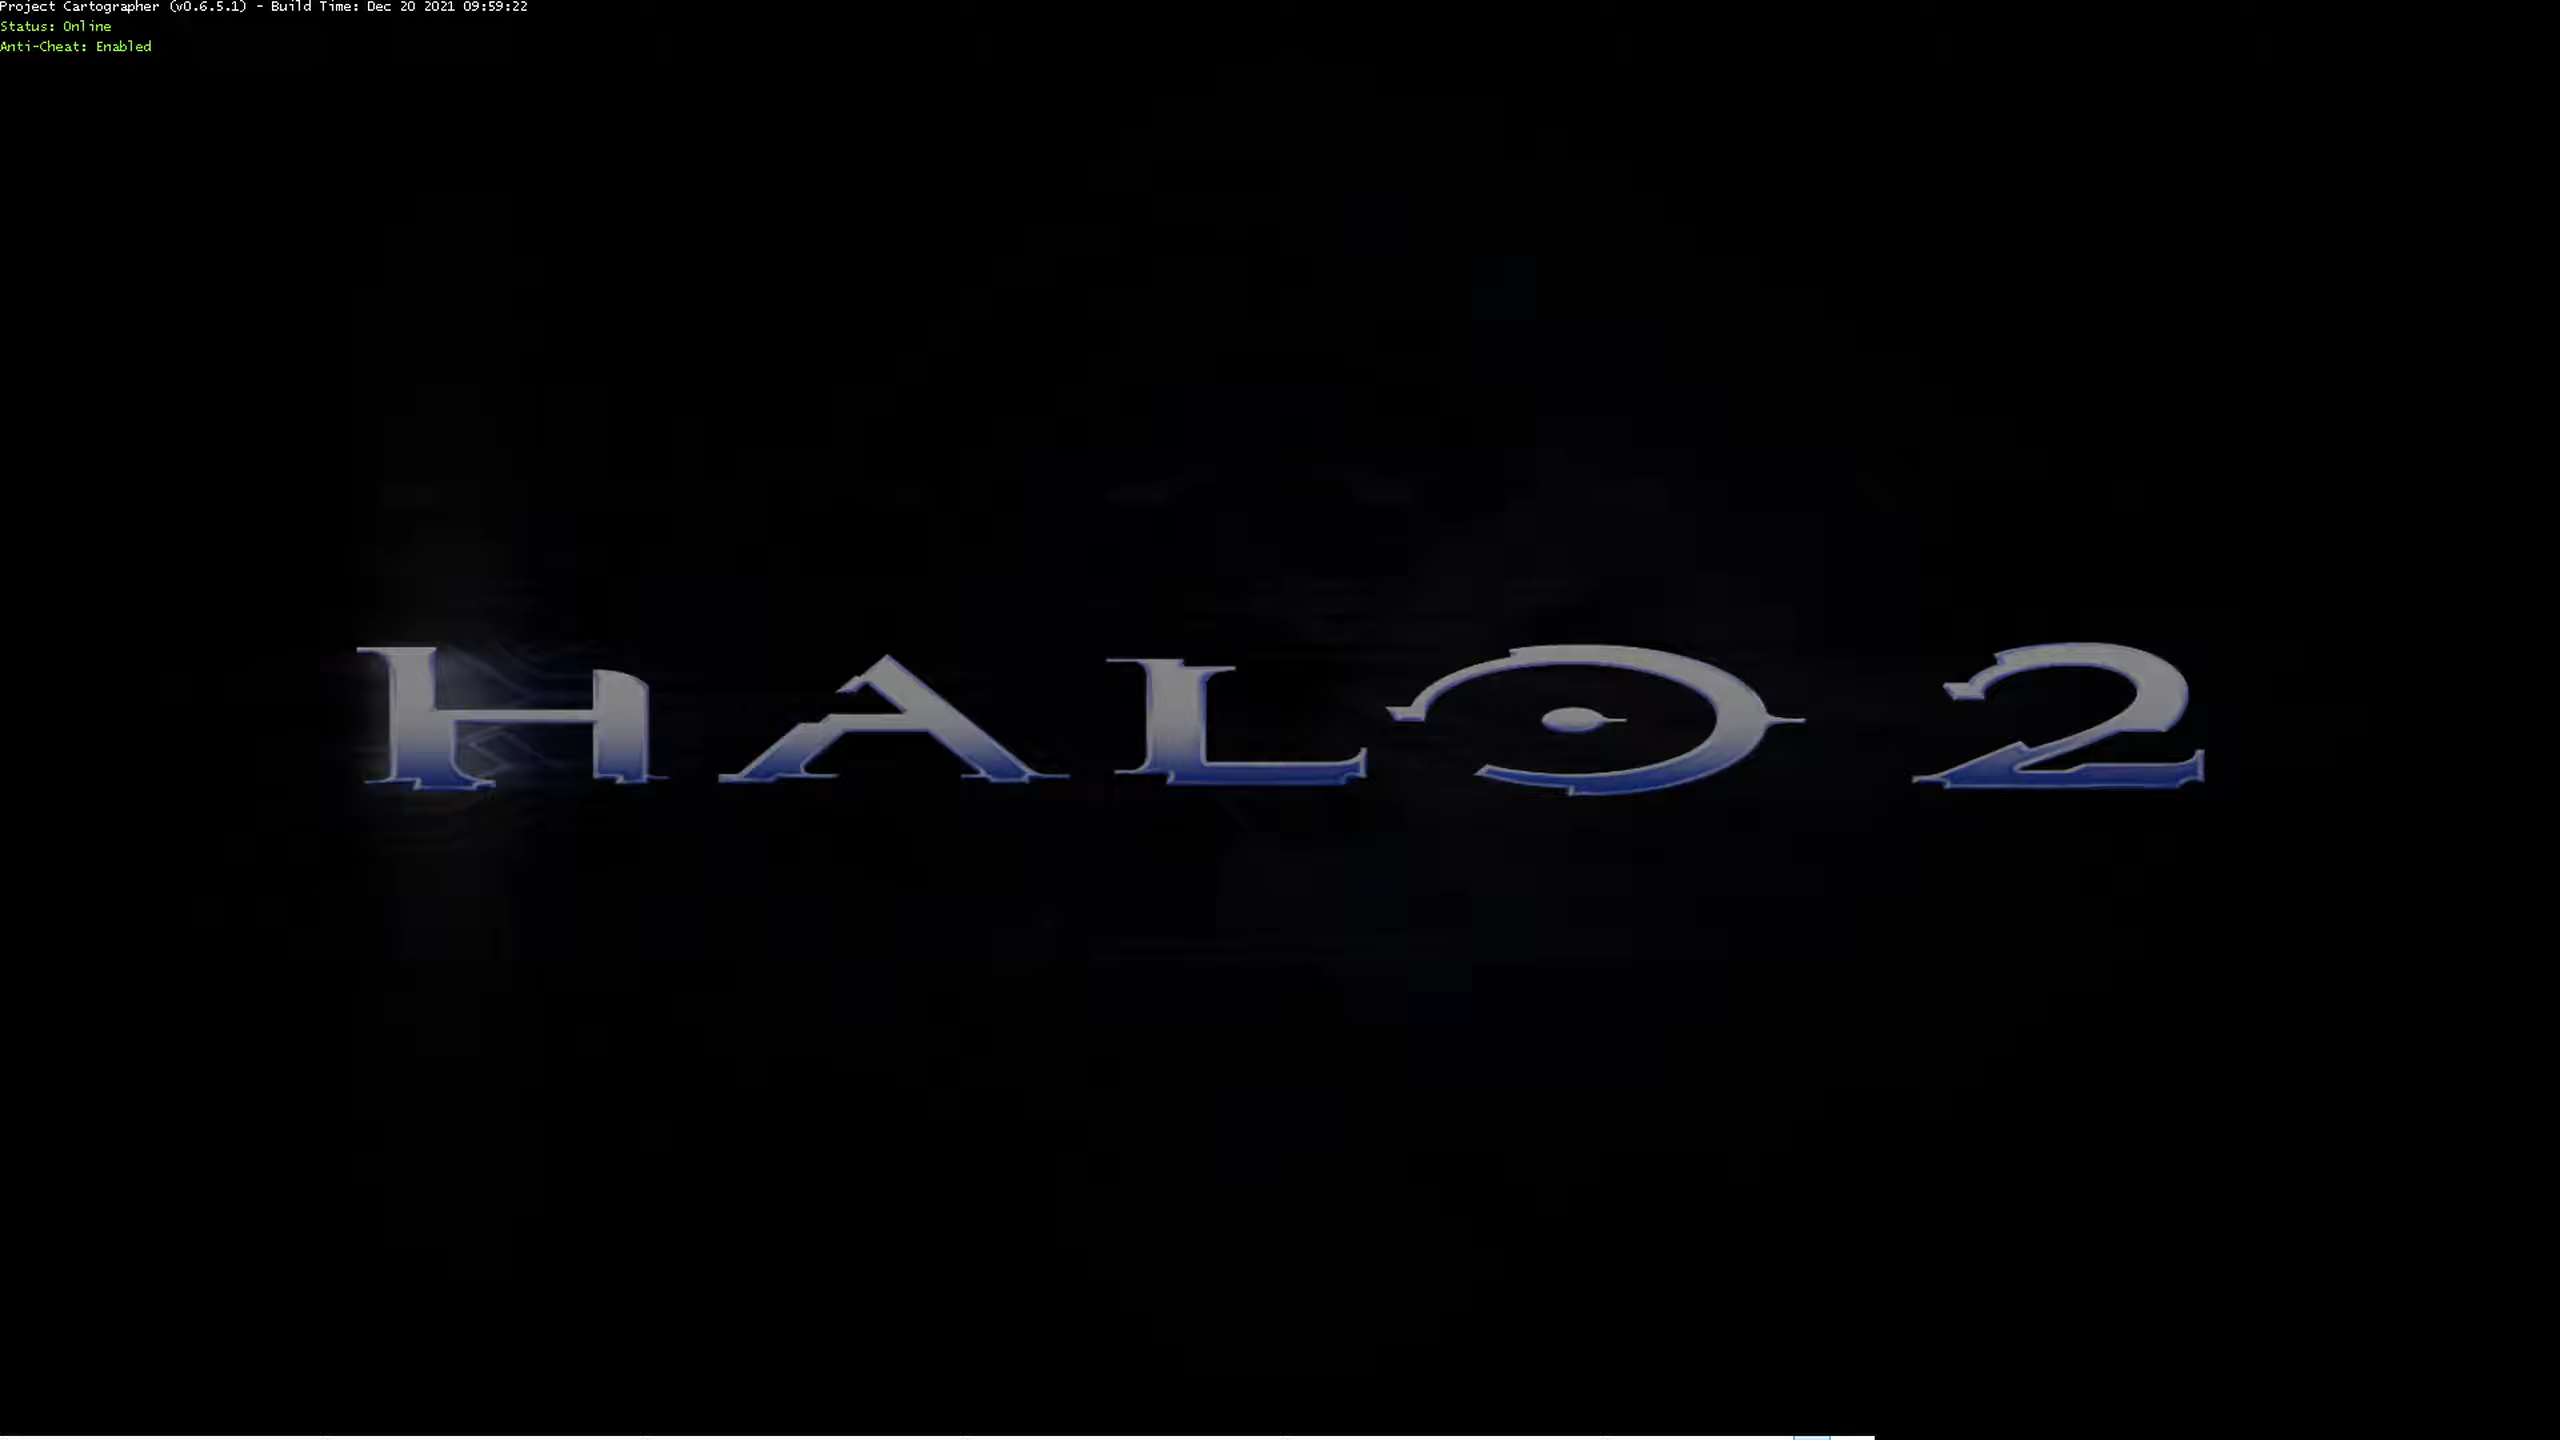 Project Cartographer (v0.6.5.1) - Build Time: Dec 20 2021 09:59:22
Status: Online
Anti-Cheat: Enabled
HALO 2